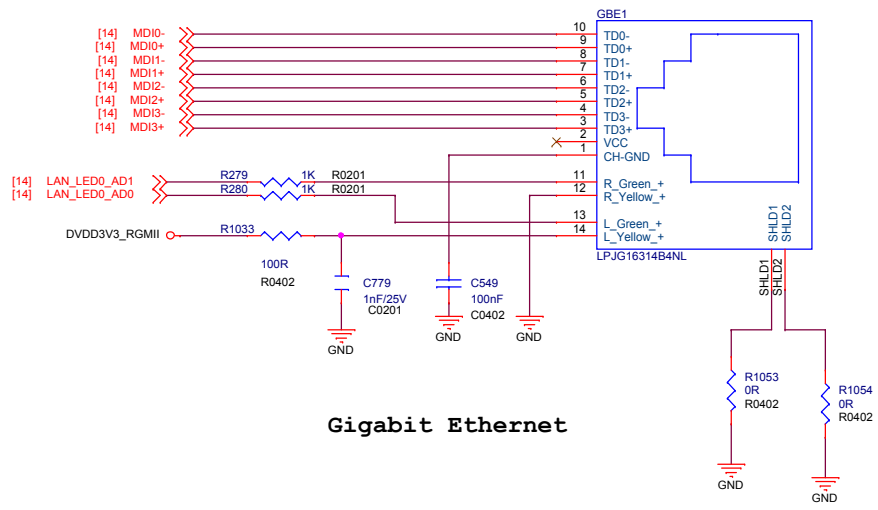 GBE1
[14] MDI0- 10 TD0-
[14] MDI0+ 9 TD0+
[14] MDI1- 8 TD1-
[14] MDI1+ 7 TD1+
[14] MDI2- 6 TD2-
[14] MDI2+ 5 TD2+
[14] MDI3- 4 TD3-
[14] MDI3+ 3 TD3+
2 VCC
1 CH-GND
[14] LAN_LED0_AD1 R279 1K R0201 11 R_Green_+
[14] LAN_LED0_AD0 R280 1K R0201 12 R_Yellow_+
13 L_Green_+
DVDD3V3_RGMII R1033 14 L_Yellow_+
100R
R0402
LPJG16314B4NL
SHLD1
SHLD2
SHLD1
SHLD2
C779
1nF/25V
C0201
GND
C549
100nF
C0402
GND
GND
R1053
0R
R0402
GND
R1054
0R
R0402
GND
Gigabit Ethernet